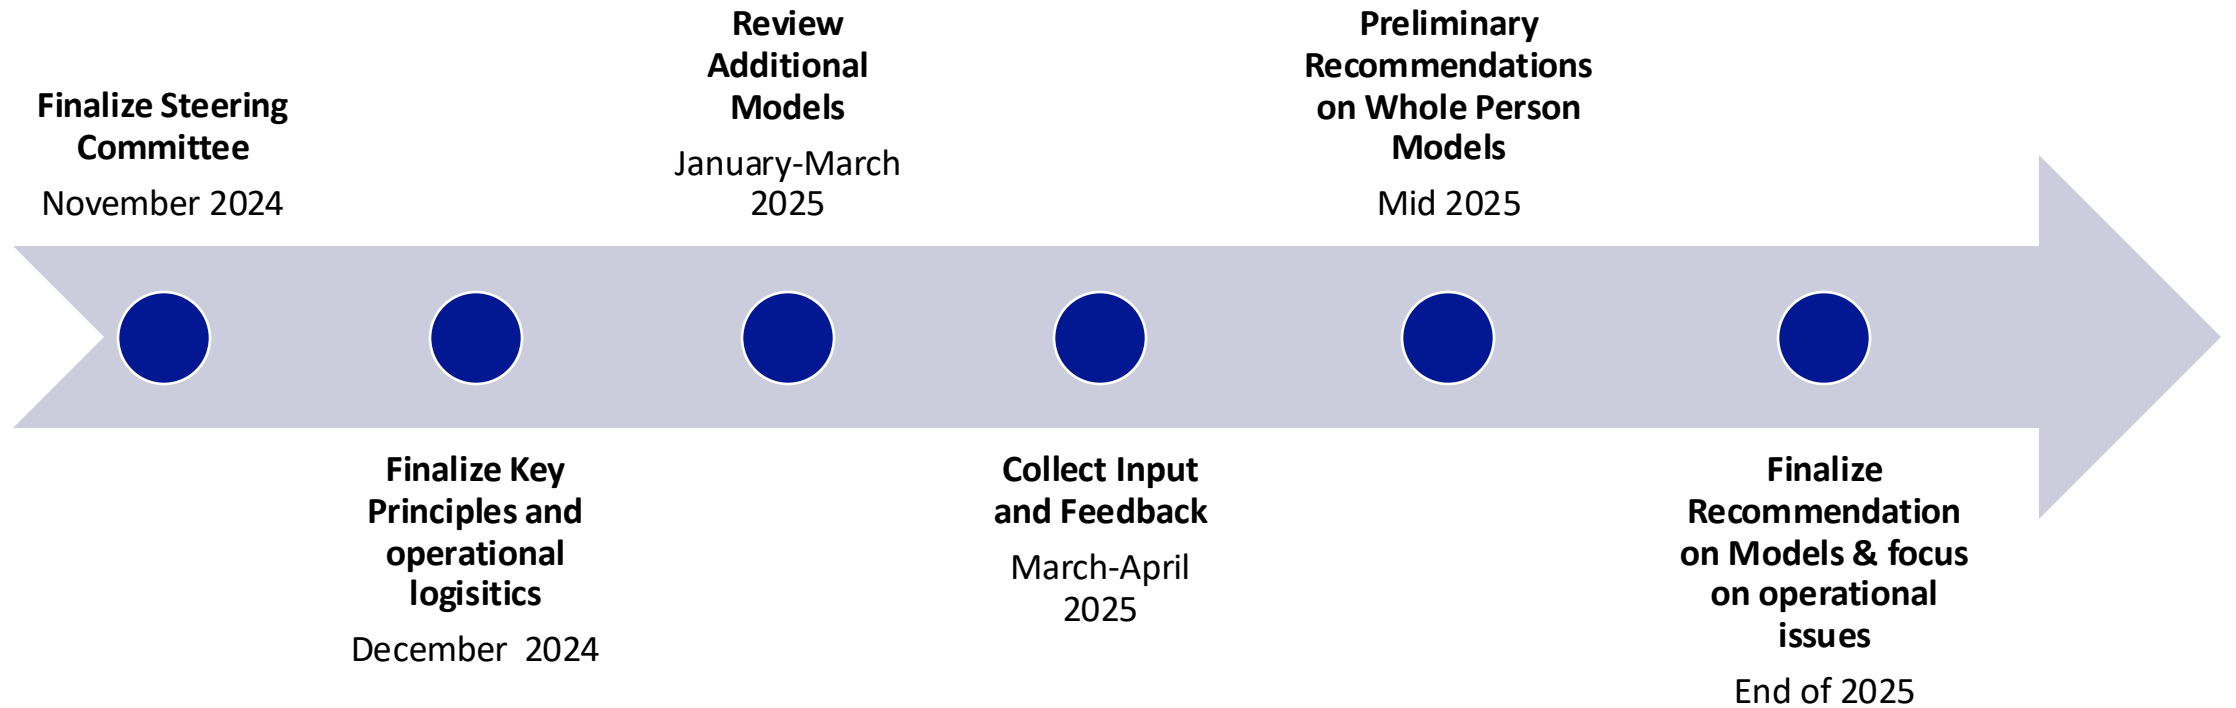 Finalize Steering
Committee
November 2024
Finalize Key
Principles and
operational
logisitics
December  2024
Review
Additional
Models
January-March
2025
Collect Input
and Feedback
March-April
2025
Preliminary
Recommendations
on Whole Person
Models
Mid 2025
Finalize
Recommendation
on Models & focus
on operational
issues
End of 2025